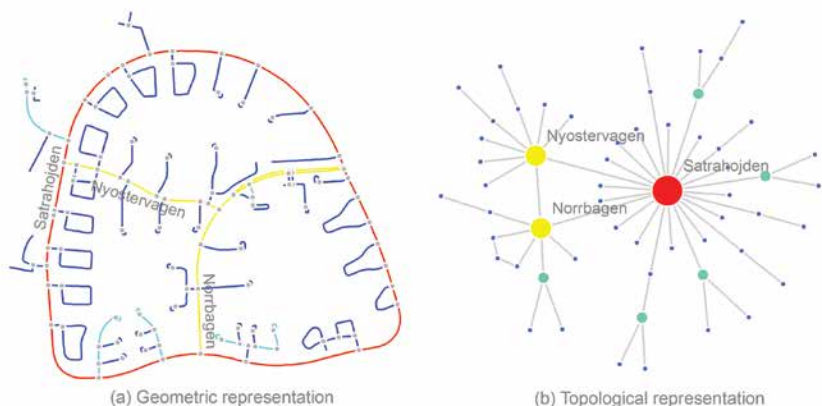 Satrahojden
Nyostervagen
Norrbagen
(a) Geometric representation
Nyostervagen
Satrahojden
Norrbagen
(b) Topological representation